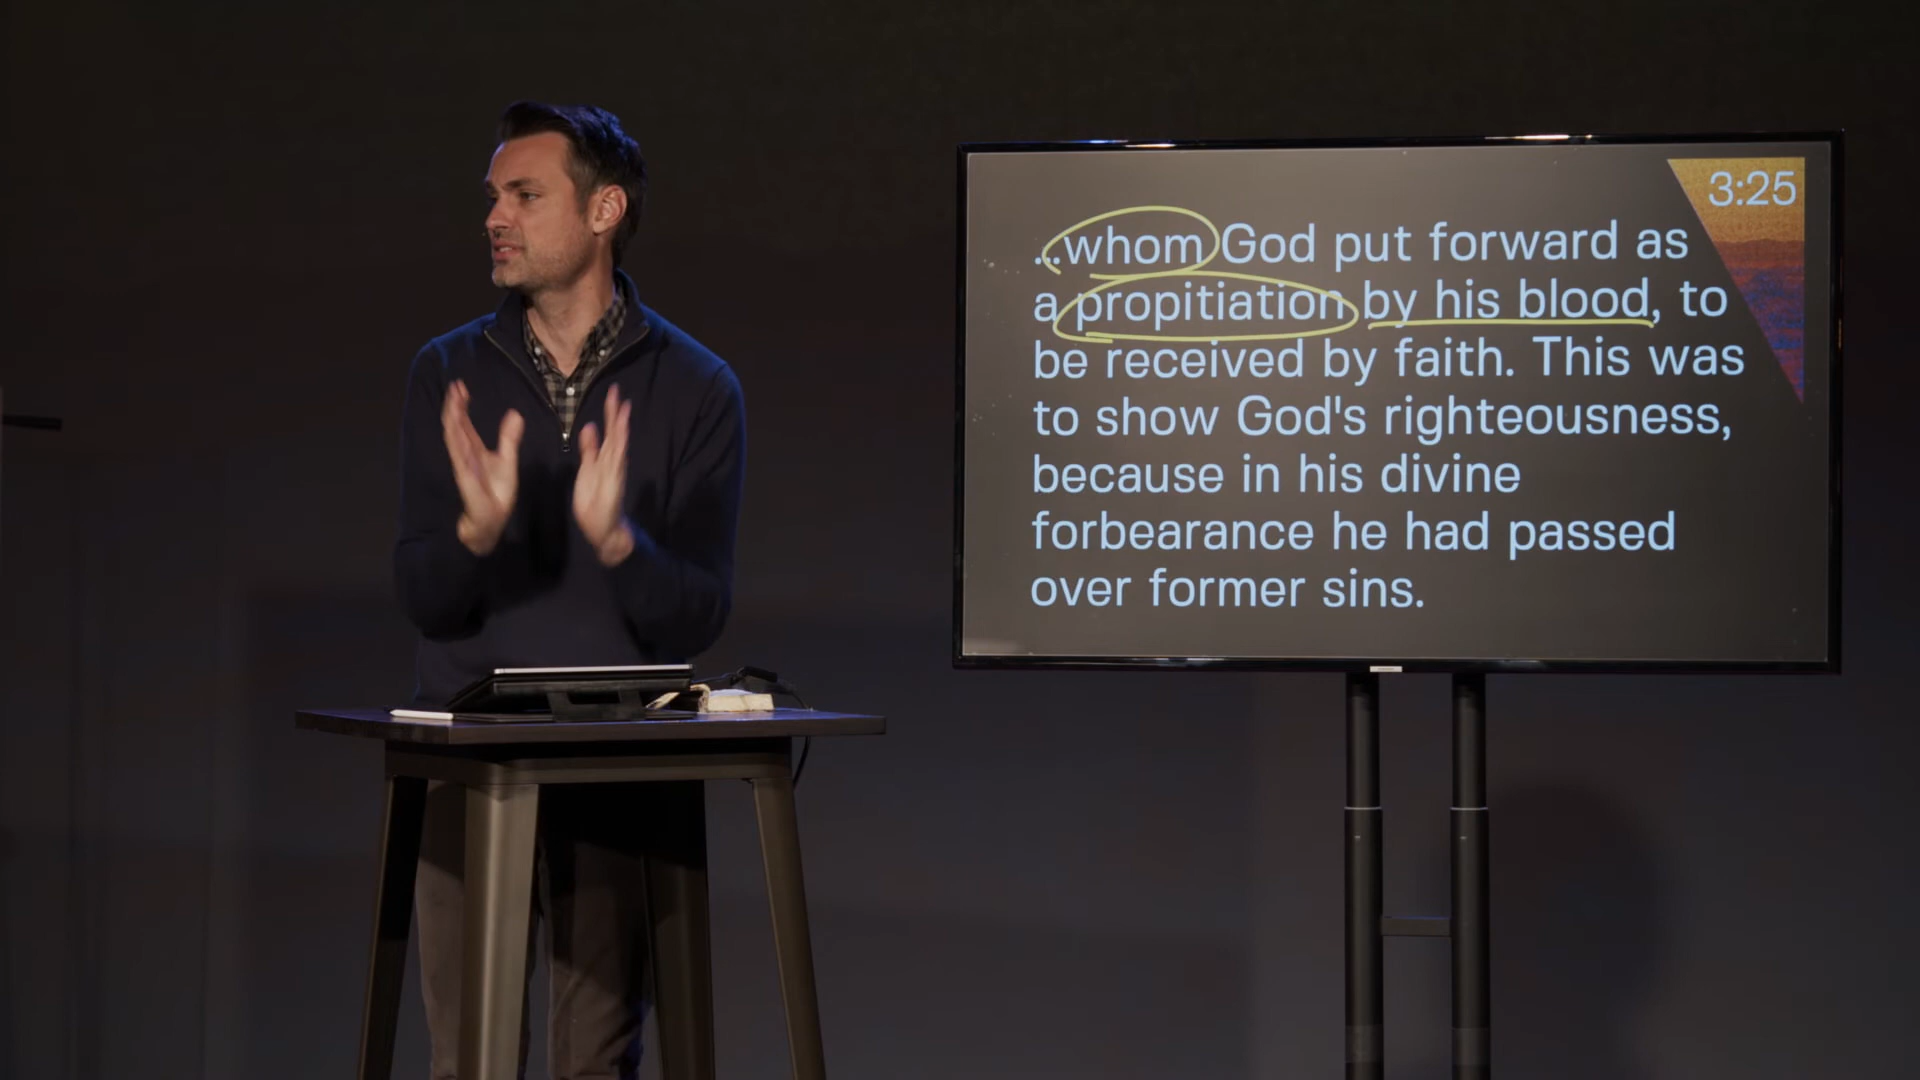 3:25
...whom God put forward as
a propitiation by his blood, to
be received by faith. This was
to show God's righteousness,
because in his divine
forbearance he had passed
over former sins.